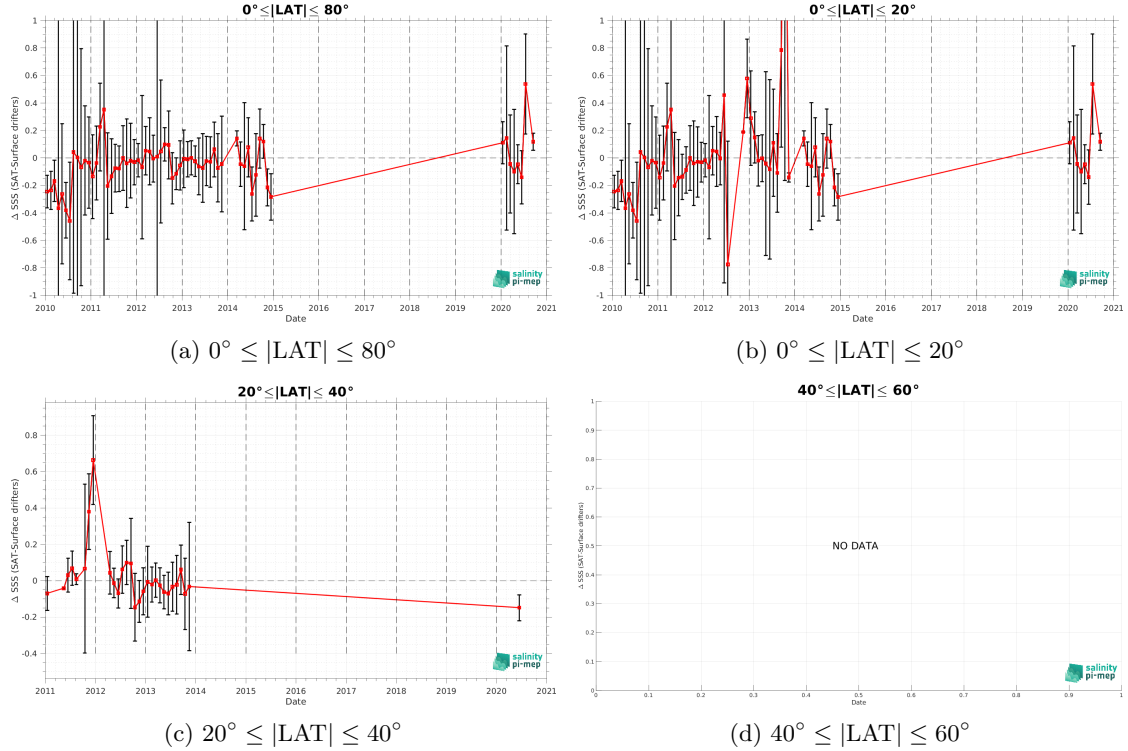 0°≤|LAT|≤ 80°
Δ SSS (SAT-Surface drifters)
1
0.8
0.6
0.4
0.2
0
-0.2
-0.4
-0.6
-0.8
-1
2010 2011 2012 2013 2014 2015 2016 2017 2018 2019 2020 2021
Date
salinity
pi-mep
(a) 0° ≤ |LAT| ≤ 80°
0°≤|LAT|≤ 20°
Δ SSS (SAT-Surface drifters)
1
0.8
0.6
0.4
0.2
0
-0.2
-0.4
-0.6
-0.8
-1
2010 2011 2012 2013 2014 2015 2016 2017 2018 2019 2020 2021
Date
salinity
pi-mep
(b) 0° ≤ |LAT| ≤ 20°
20°≤|LAT|≤ 40°
Δ SSS (SAT-Surface drifters)
0.8
0.6
0.4
0.2
0
-0.2
-0.4
2011 2012 2013 2014 2015 2016 2017 2018 2019 2020 2021
Date
salinity
pi-mep
(c) 20° ≤ |LAT| ≤ 40°
40°≤|LAT|≤ 60°
Δ SSS (SAT-Surface drifters)
1
0.9
0.8
0.7
0.6
0.5
0.4
0.3
0.2
0.1
0
NO DATA
0 0.1 0.2 0.3 0.4 0.5 0.6 0.7 0.8 0.9 1
Date
salinity
pi-mep
(d) 40° ≤ |LAT| ≤ 60°